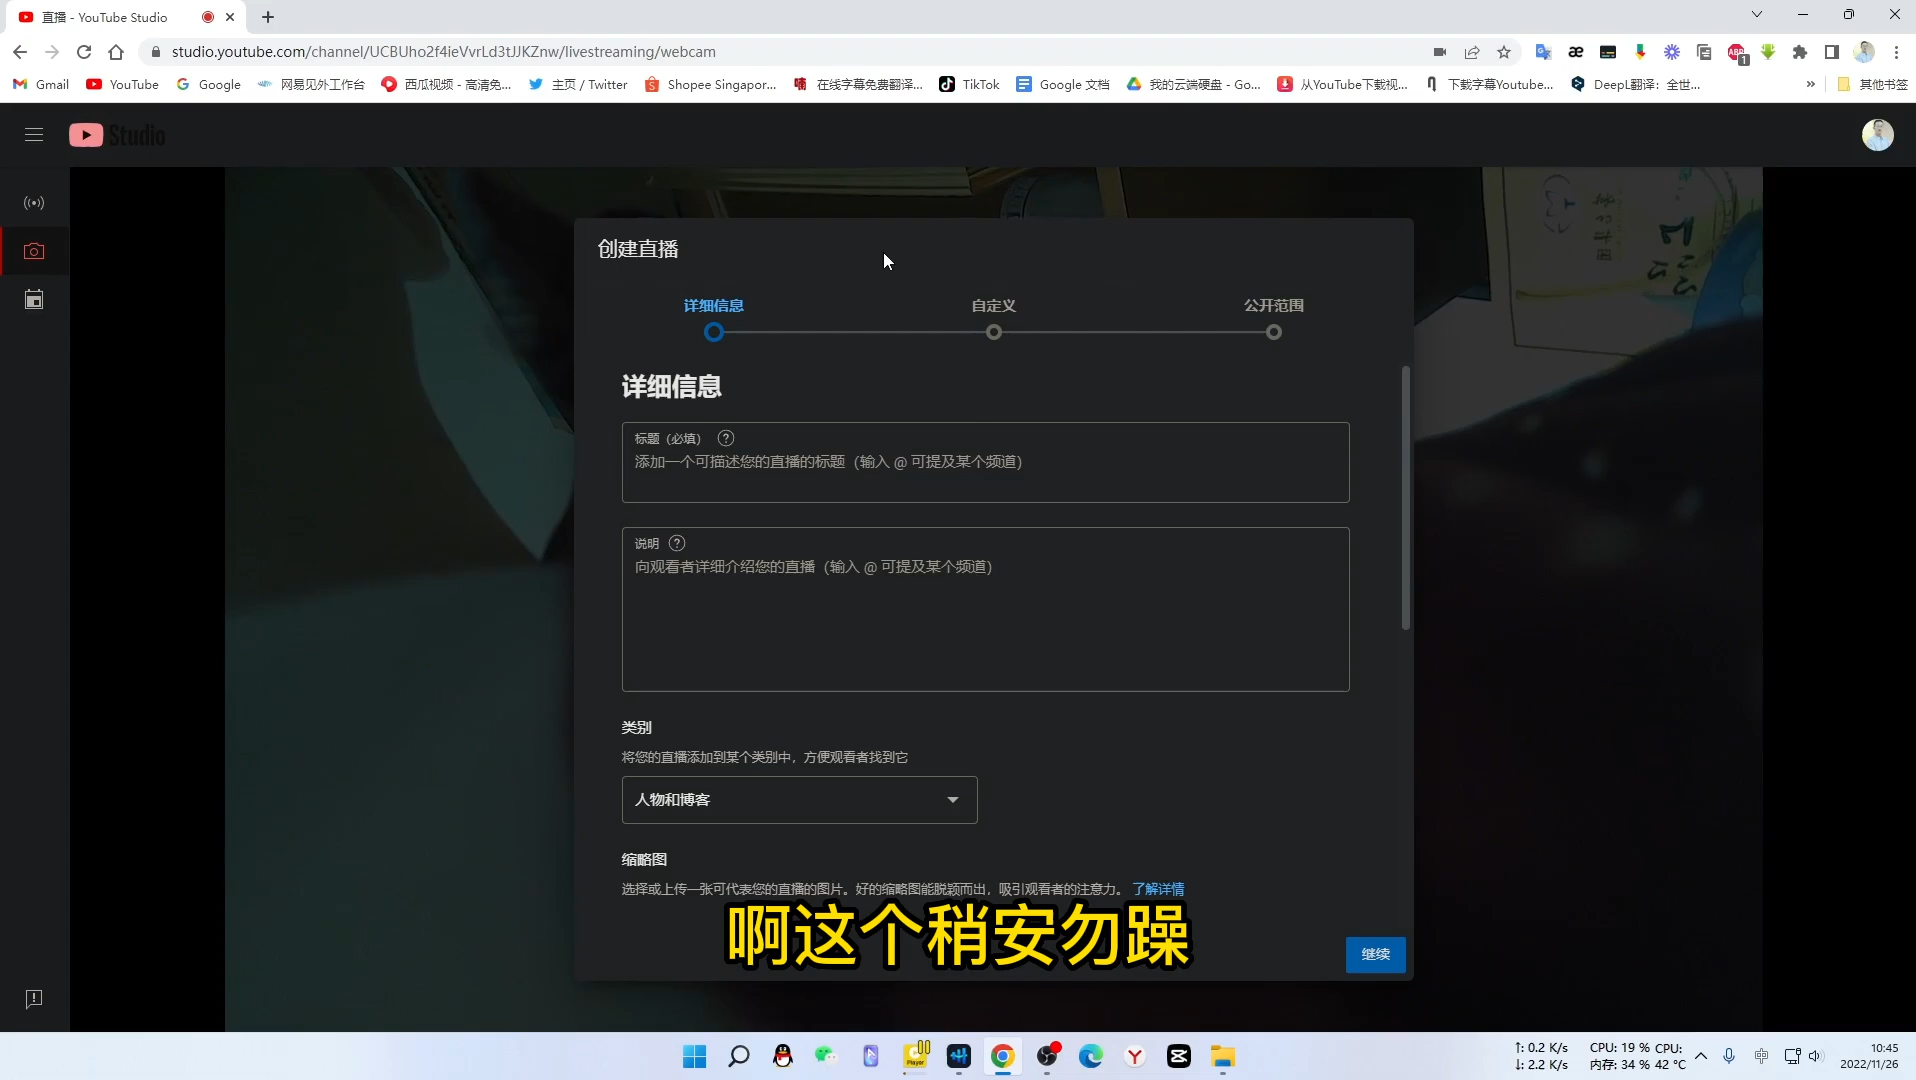 直播 - YouTube Studio
studio.youtube.com/channel/UCBUho2f4ieVvrLd3tJJKZnw/livestreaming/webcam
Gmail
YouTube
Google
网易见外工作台
西瓜视频 - 高清免...
主页 / Twitter
Shopee Singapor...
在线字幕免费翻译...
TikTok
Google 文档
我的云端硬盘 - Go...
从YouTube下载视...
下载字幕Youtube...
DeepL翻译：全世...
»
其他书签
Studio
创建直播
详细信息
自定义
公开范围
详细信息
标题（必填）
添加一个可描述您的直播的标题（输入 @ 可提及某个频道）
说明
向观看者详细介绍您的直播（输入 @ 可提及某个频道）
类别
将您的直播添加到某个类别中，方便观看者找到它
人物和博客
缩略图
选择或上传一张可代表您的直播的图片。好的缩略图能脱颖而出，吸引观看者的注意力。 了解详情
啊这个稍安勿躁
继续
↑: 0.2 K/s
↓: 2.2 K/s
CPU: 19 % CPU:
内存: 34 % 42 °C
中
10:45
2022/11/26